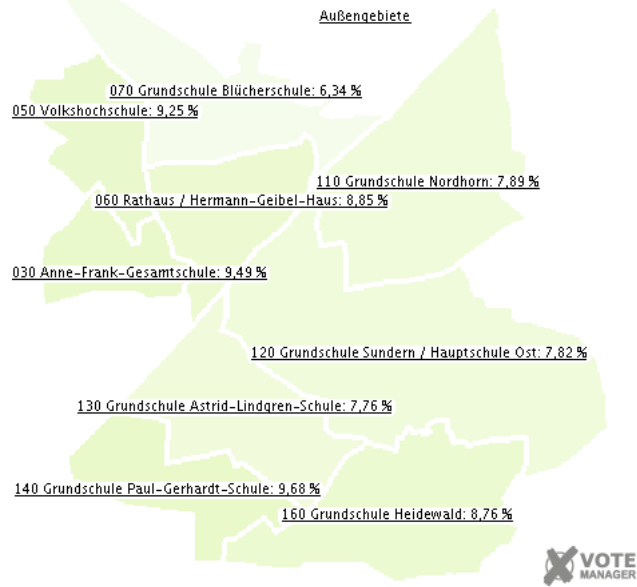 Außengebiete
070 Grundschule Blücherschule: 6,34 %
050 Volkshochschule: 9,25 %
110 Grundschule Nordhorn: 7,89 %
060 Rathaus / Hermann-Geibel-Haus: 8,85 %
030 Anne-Frank-Gesamtschule: 9,49 %
120 Grundschule Sundern / Hauptschule Ost: 7,82 %
130 Grundschule Astrid-Lindgren-Schule: 7,76 %
140 Grundschule Paul-Gerhardt-Schule: 9,68 %
160 Grundschule Heidewald: 8,76 %
VOTE
MANAGER